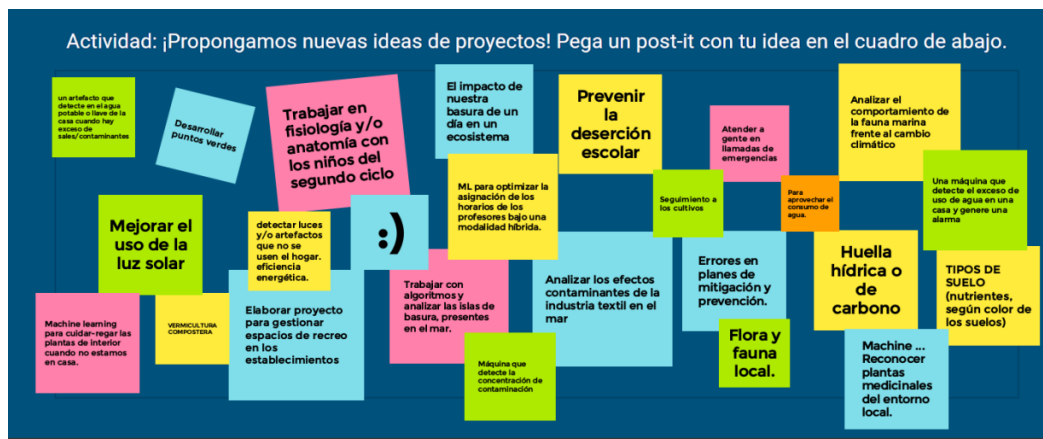 Actividad: ¡Propongamos nuevas ideas de proyectos! Pega un post-it con tu idea en el cuadro de abajo.
un artefacto que
detecte en el agua
potable o llave de la
casa cuando hay
exceso de
sales/contaminantes
Desarrollar
puntos verdes
Trabajar en
fisiología y/o
anatomía con
los niños del
segundo ciclo
El impacto de
nuestra
basura de un
día en un
ecosistema
Prevenir
la
deserción
escolar
Atender a
gente en
llamadas de
emergencias
Analizar el
comportamiento de
la fauna marina
frente al cambio
climático
Mejorar el
uso de la
luz solar
detectar luces
y/o artefactos
que no se
usen el hogar.
eficiencia
energética.
:)
ML para optimizar la
asignación de los
horarios de los
profesores bajo una
modalidad híbrida.
Seguimiento a
los cultivos
Para
aprovechar el
consumo de
agua.
Una máquina que
detecte el exceso de
uso de agua en una
casa y genere una
alarma
Machine learning
para cuidar-regar las
plantas de interior
cuando no estamos
en casa.
VERMICULTURA
COMPOSTERA
Elaborar proyecto
para gestionar
espacios de recreo
en los
establecimientos
Trabajar con
algoritmos y
analizar las islas de
basura, presentes
en el mar.
Analizar los efectos
contaminantes de la
industria textil en el
mar
Errores en
planes de
mitigación y
prevención.
Huella
hídrica o
de
carbono
TIPOS DE
SUELO
(nutrientes,
según color de
los suelos)
Máquina que
detecte la
concentración de
contaminación
Flora y
fauna
local.
Machine ...
Reconocer
plantas
medicinales
del entorno
local.